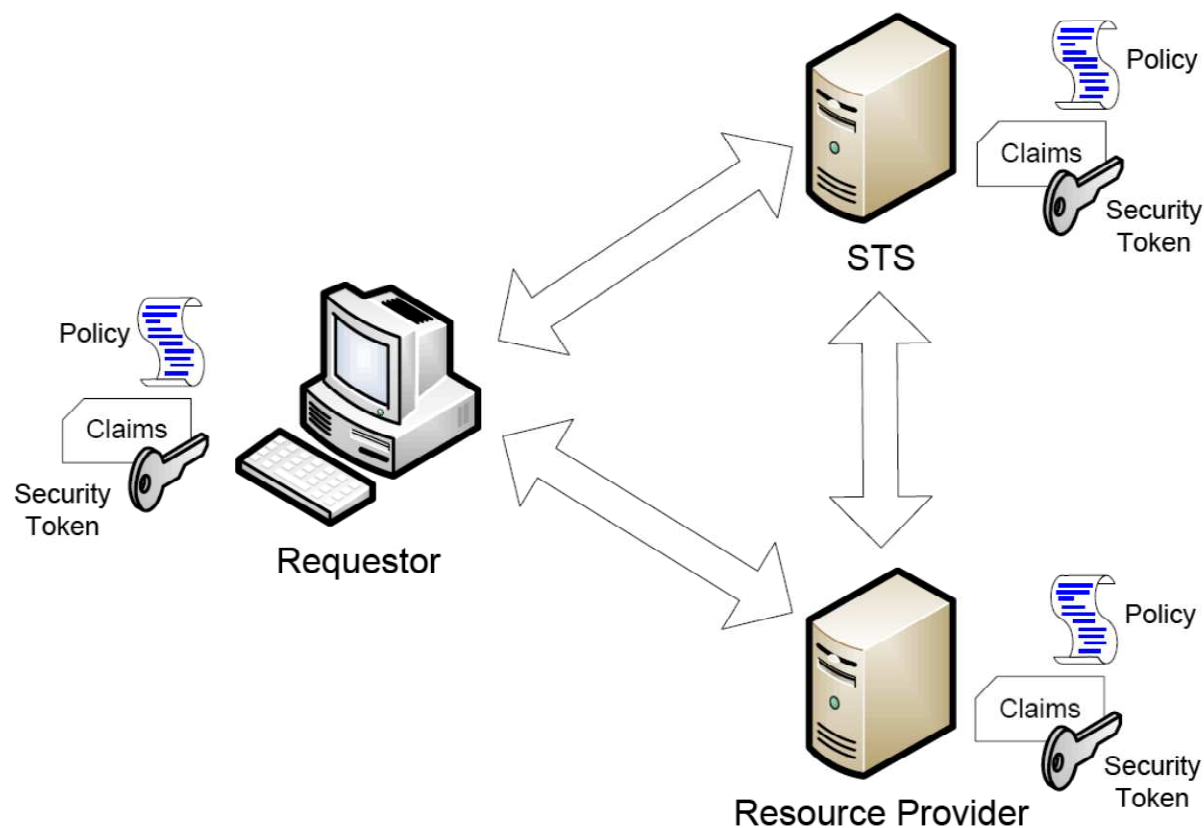 Policy
Claims
Security
Token
STS
Policy
Claims
Security
Token
Requestor
Policy
Claims
Security
Token
Resource Provider